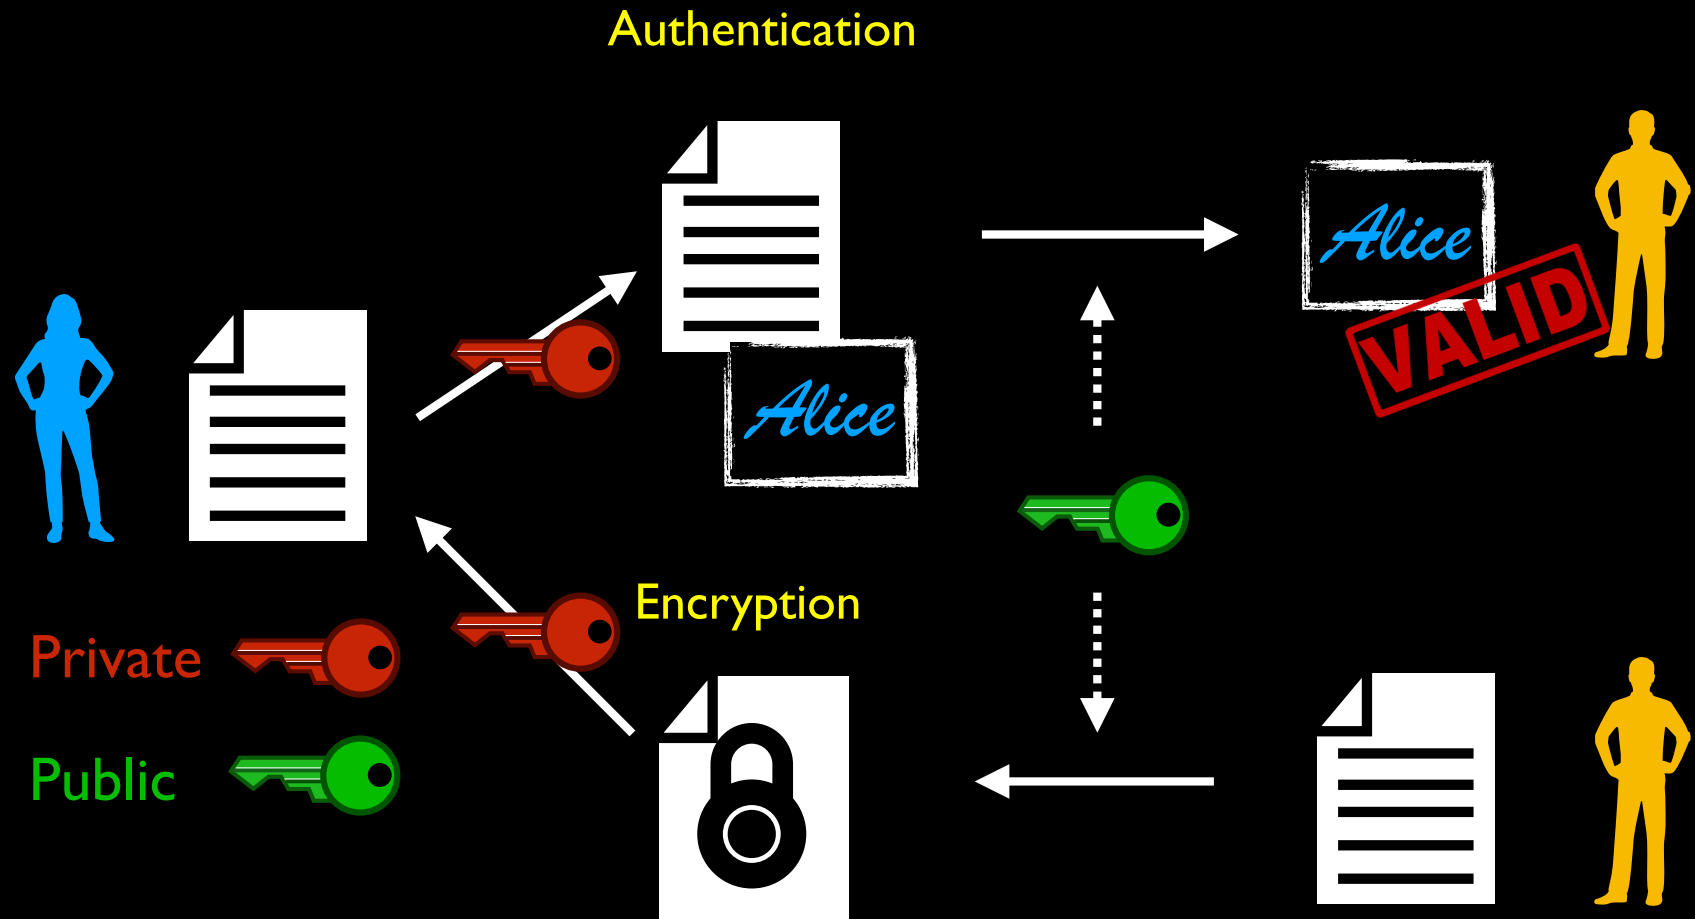 Authentication
Alice
VALID
Alice
Encryption
Private
Public